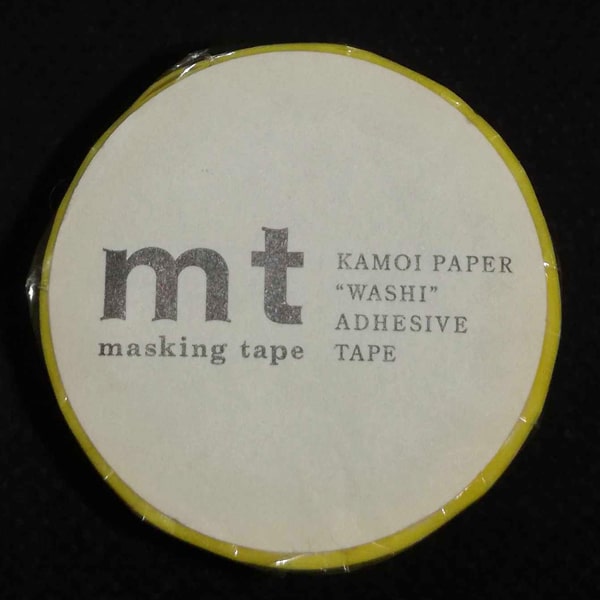 mt
masking tape
KAMOI PAPER
“WASHI”
ADHESIVE
TAPE